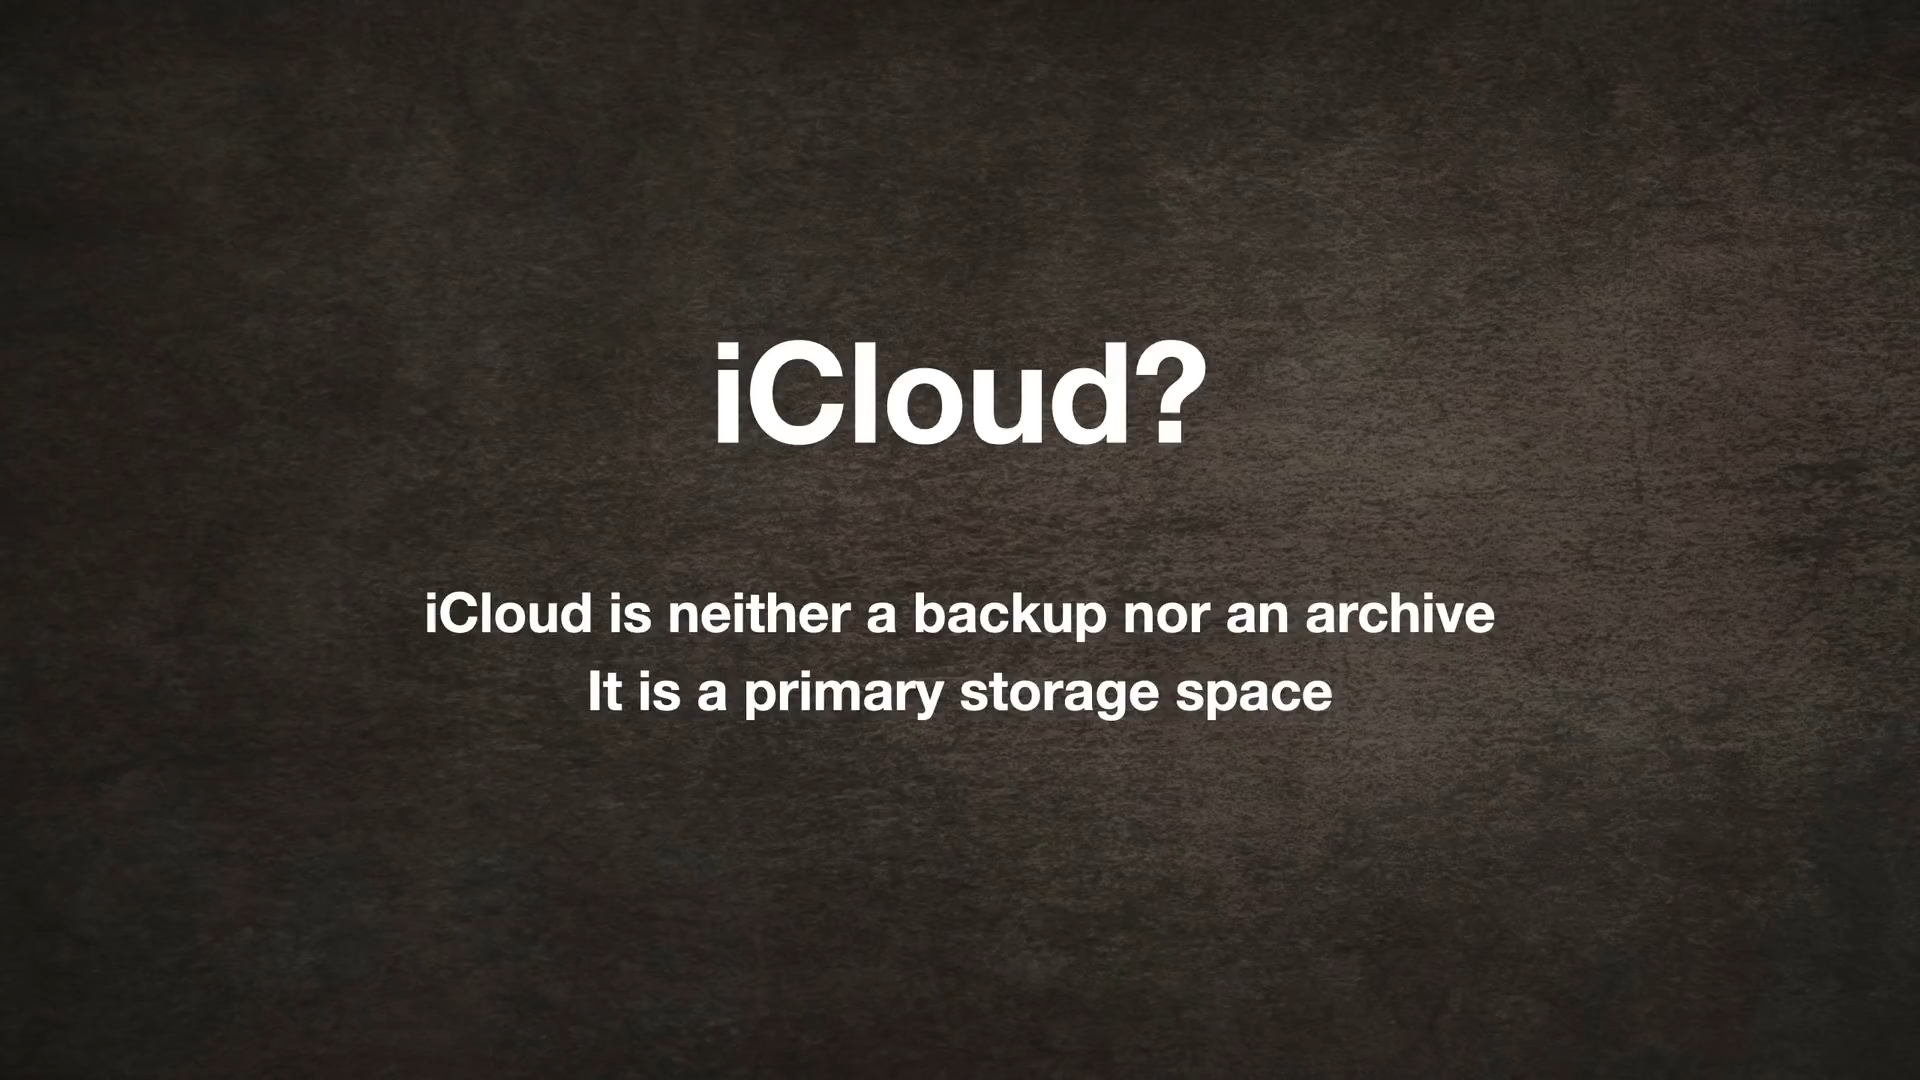 iCloud?
iCloud is neither a backup nor an archive
It is a primary storage space